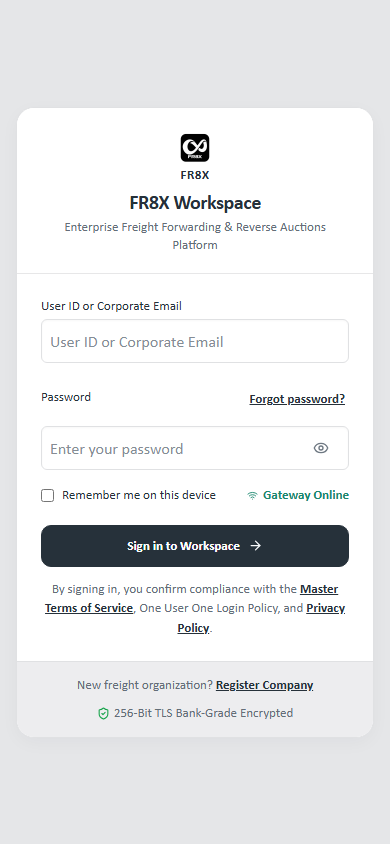 FR8X
FR8X
FR8X Workspace
Enterprise Freight Forwarding & Reverse Auctions
Platform
User ID or Corporate Email
User ID or Corporate Email
Password
Forgot password?
Enter your password
Remember me on this device
Gateway Online
Sign in to Workspace →
By signing in, you confirm compliance with the Master
Terms of Service, One User One Login Policy, and Privacy
Policy.
New freight organization? Register Company
256-Bit TLS Bank-Grade Encrypted